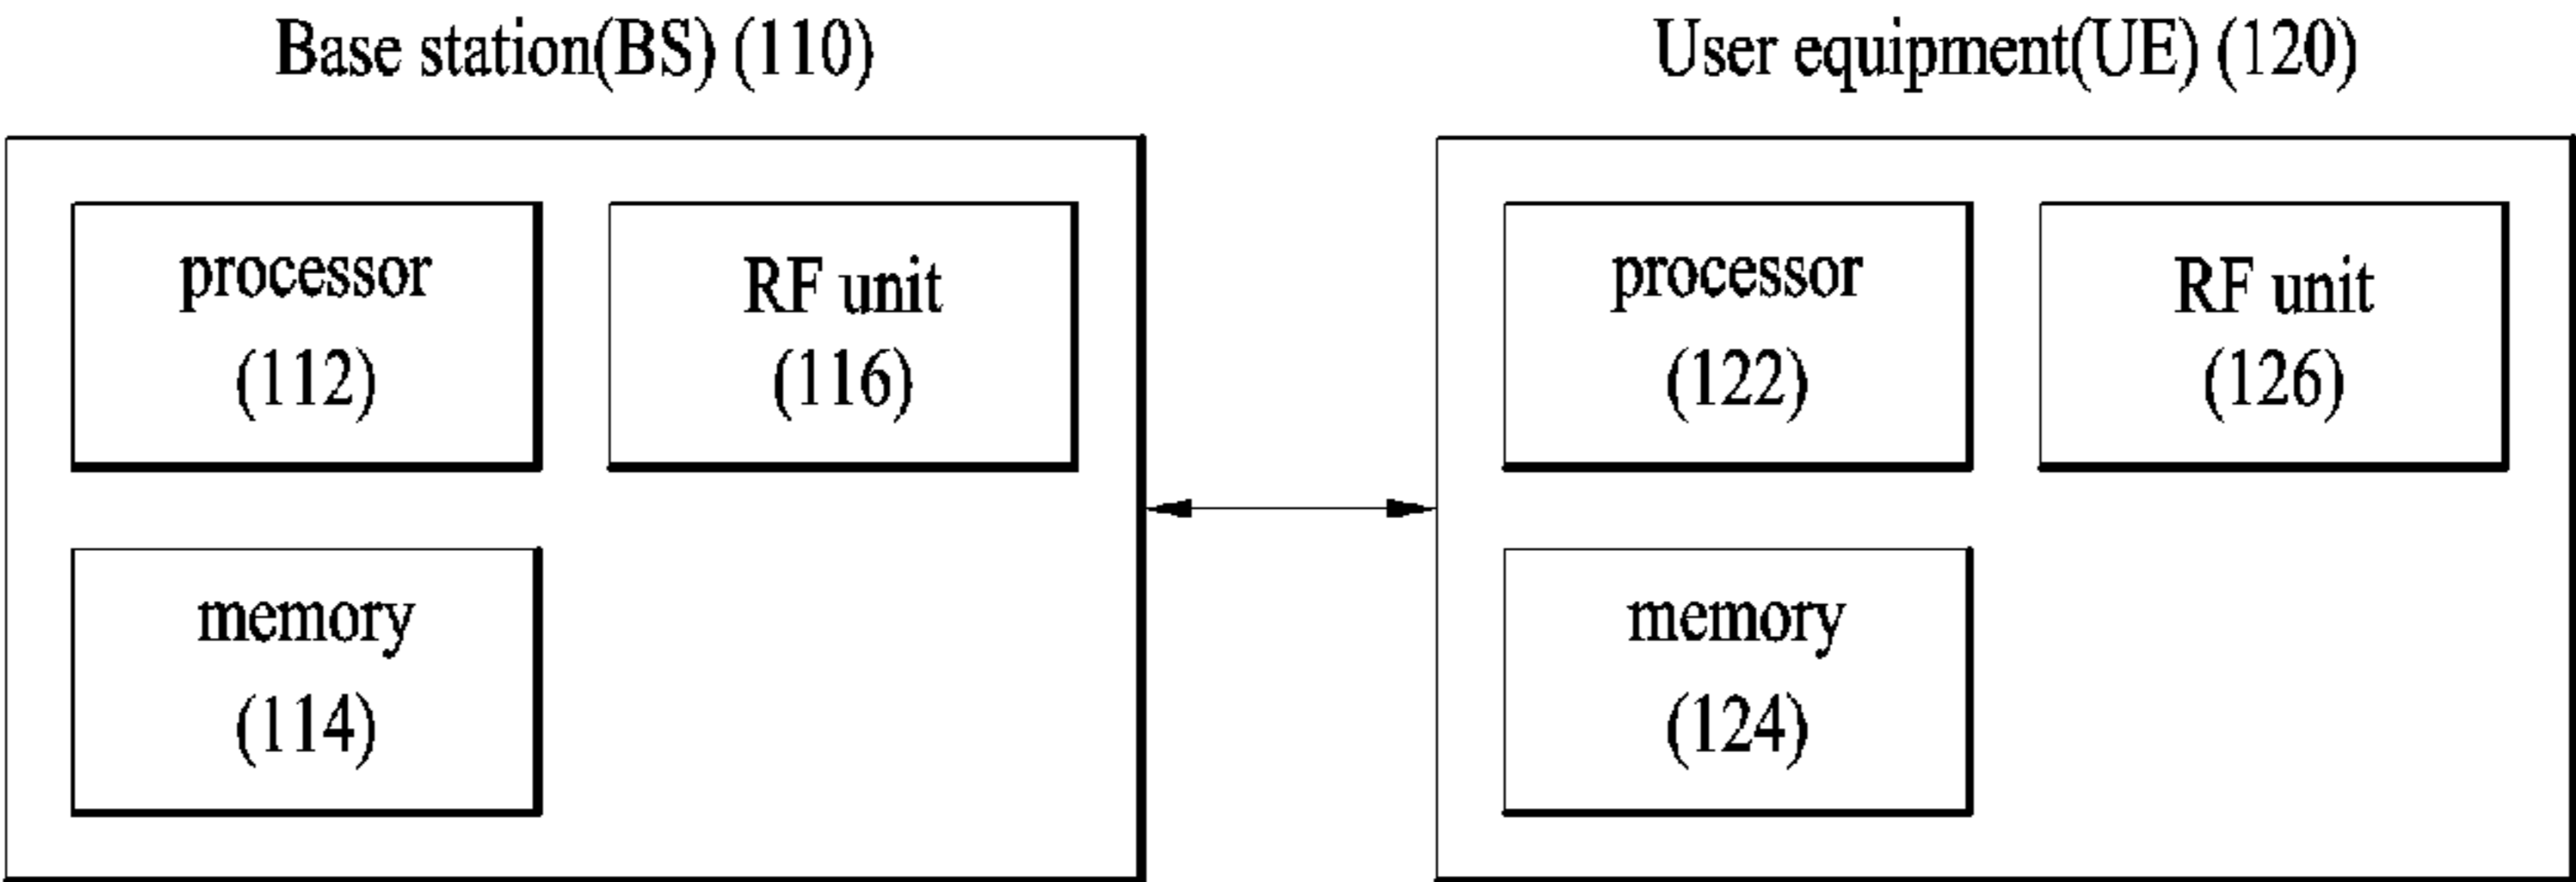 Base station(BS) (110)
processor
(112)
RF unit
(116)
memory
(114)
User equipment(UE) (120)
processor
(122)
RF unit
(126)
memory
(124)